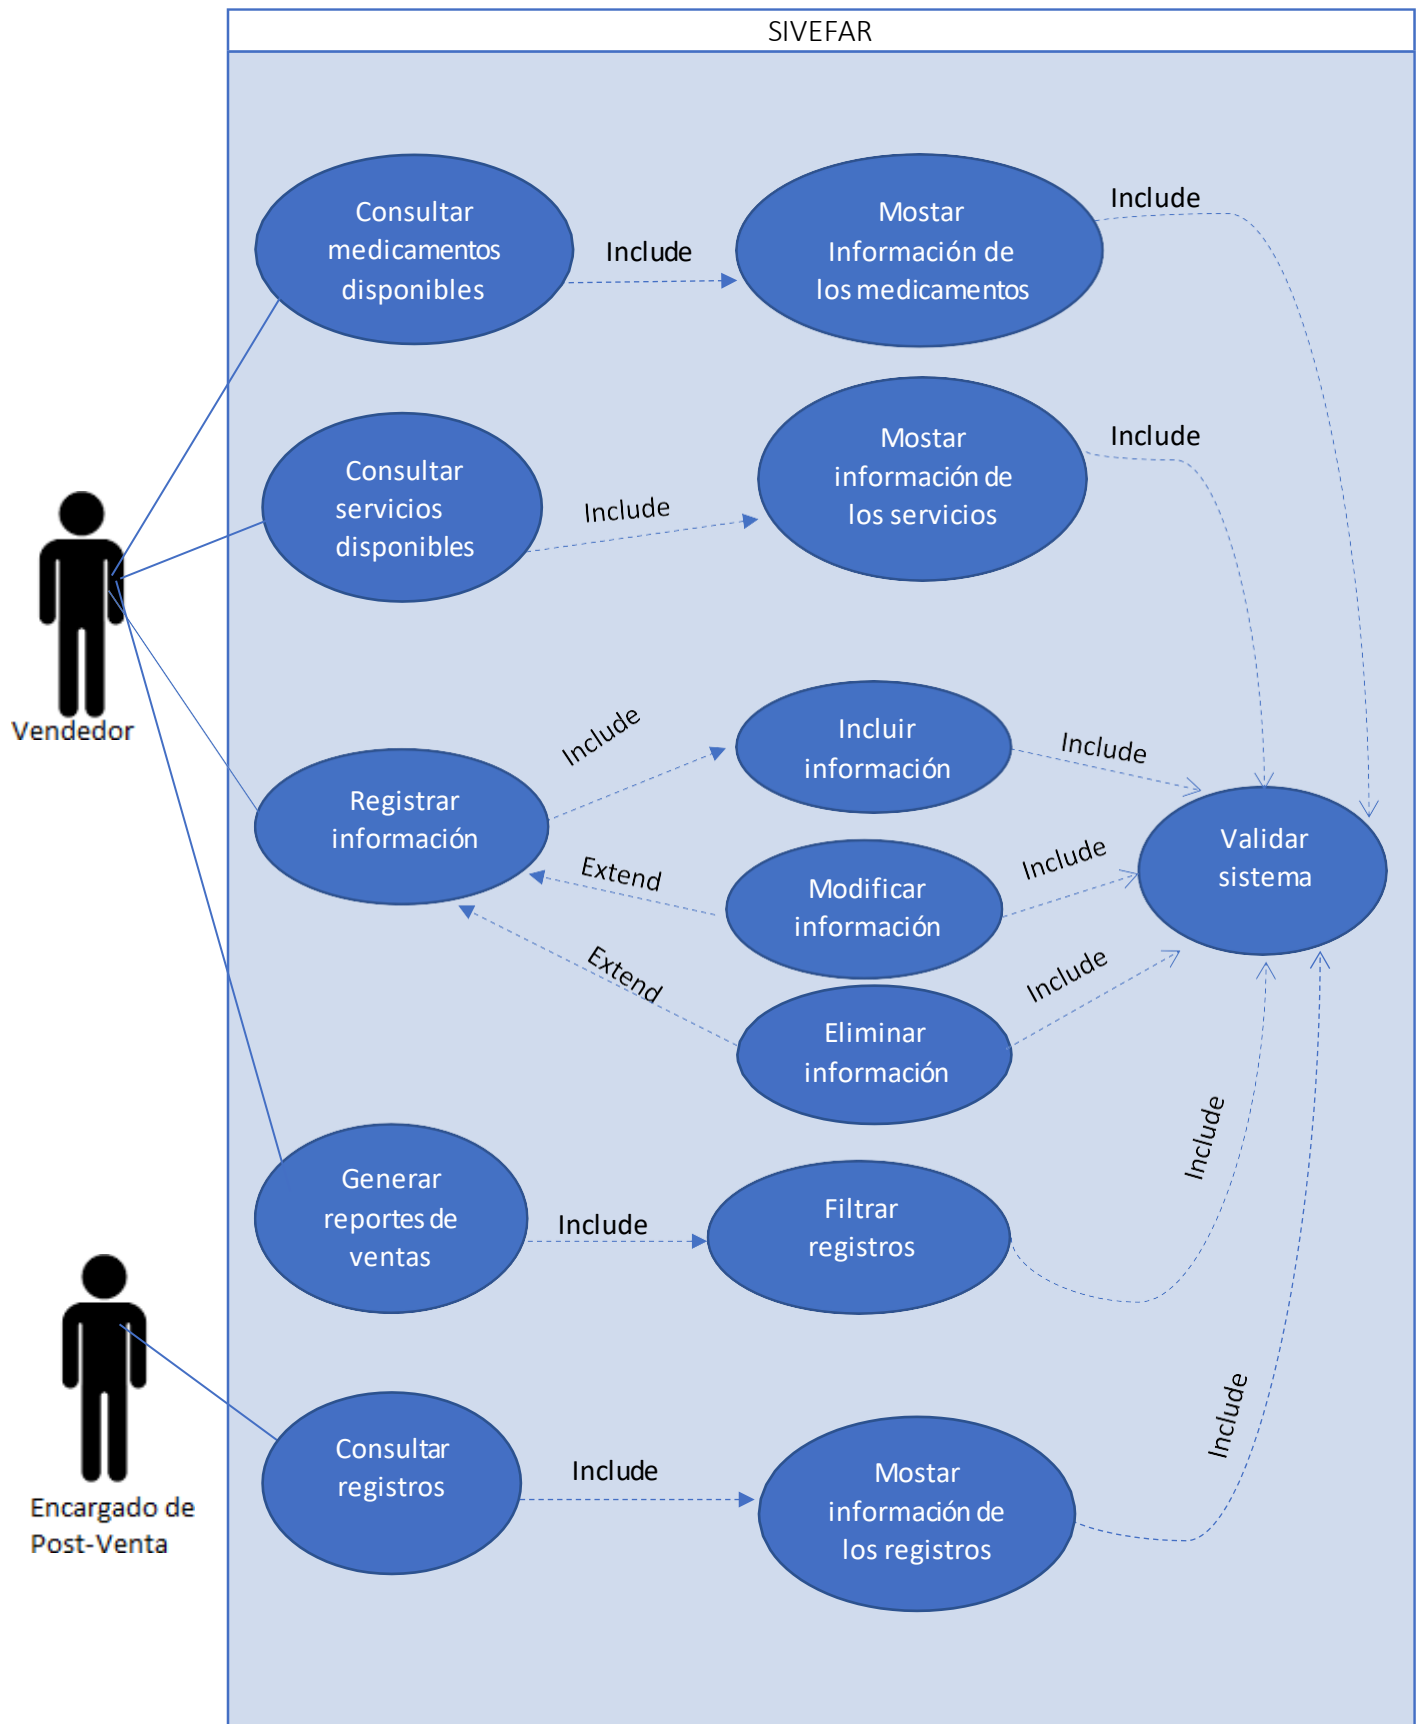 SIVEFAR
Consultar
medicamentos
disponibles
Include
Mostar
Información de
los medicamentos
Include
Consultar
servicios
disponibles
Include
Mostar
información de
los servicios
Include
Vendedor
Registrar
información
Include
Incluir
información
Include
Extend
Modificar
información
Include
Extend
Eliminar
información
Include
Validar
sistema
Generar
reportes de
ventas
Include
Filtrar
registros
Include
Encargado de
Post-Venta
Consultar
registros
Include
Mostar
información de
los registros
Include